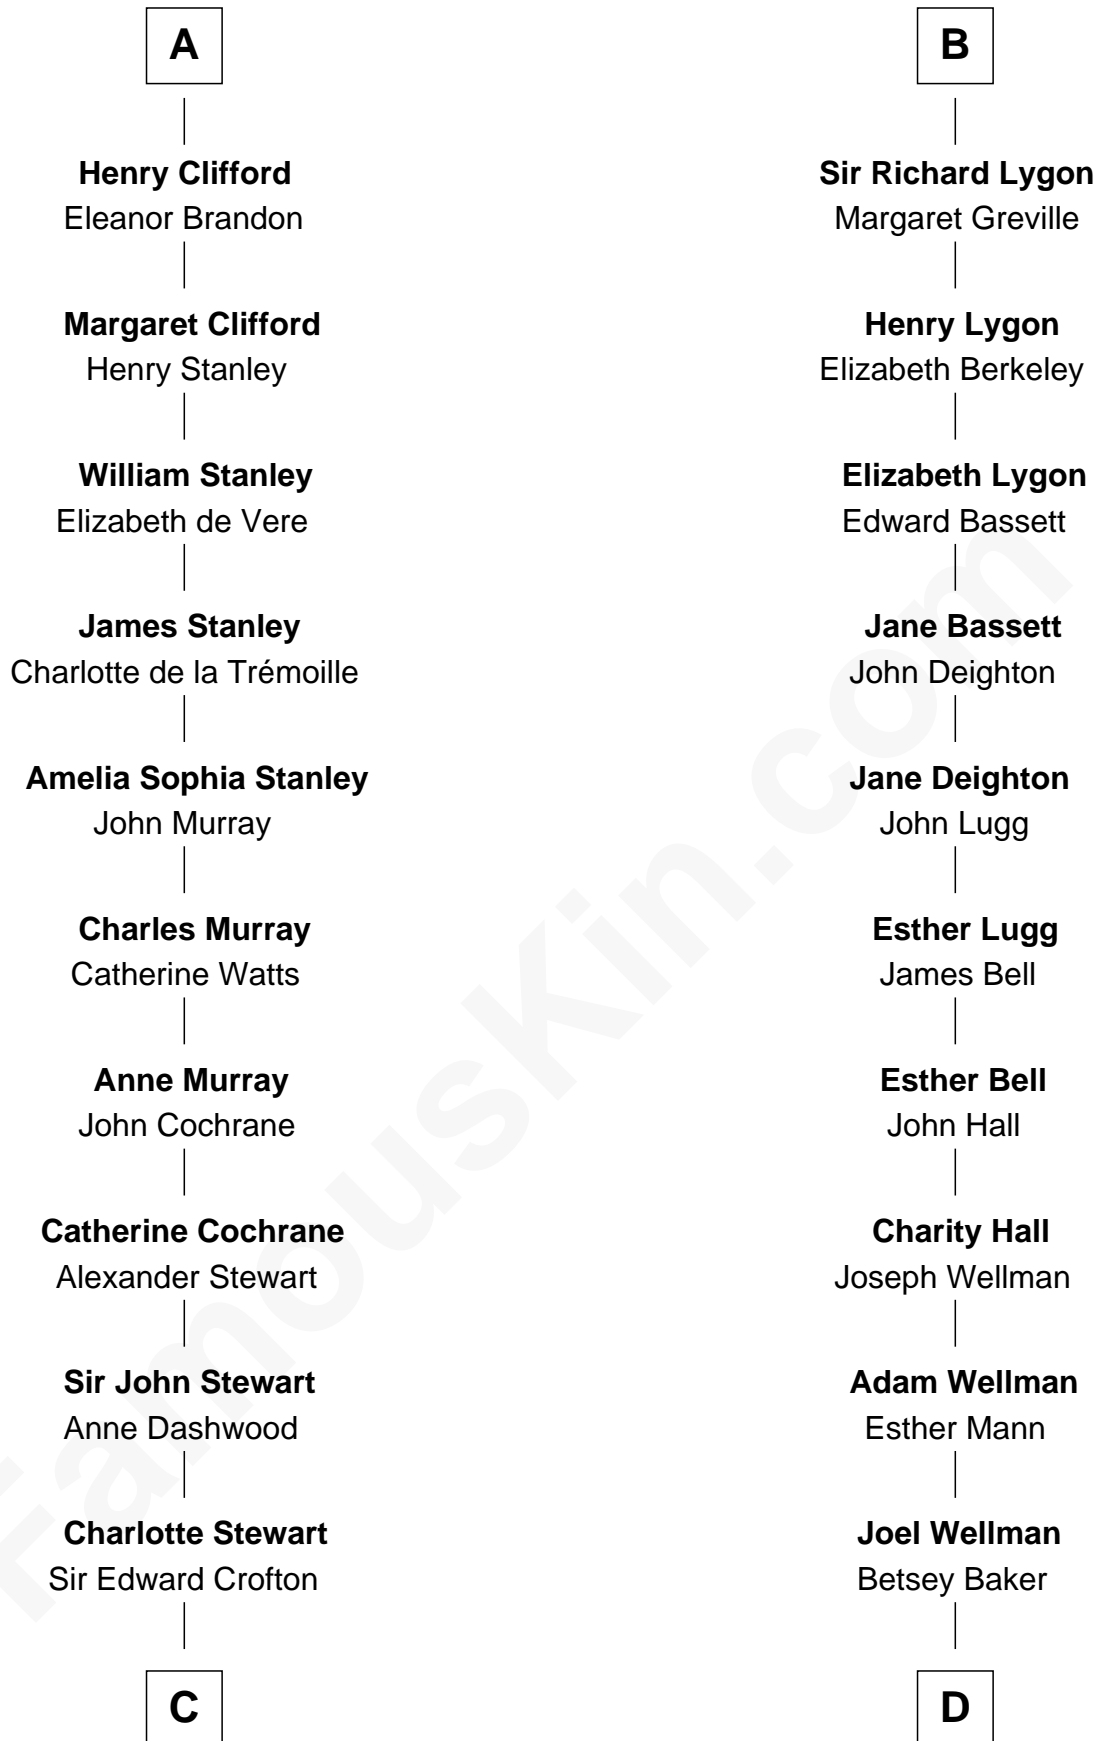 A
Henry Clifford
Eleanor Brandon
Margaret Clifford
Henry Stanley
William Stanley
Elizabeth de Vere
James Stanley
Charlotte de la Trémoille
Amelia Sophia Stanley
John Murray
Charles Murray
Catherine Watts
Anne Murray
John Cochrane
Catherine Cochrane
Alexander Stewart
Sir John Stewart
Anne Dashwood
Charlotte Stewart
Sir Edward Crofton
C
B
Sir Richard Lygon
Margaret Greville
Henry Lygon
Elizabeth Berkeley
Elizabeth Lygon
Edward Bassett
Jane Bassett
John Deighton
Jane Deighton
John Lugg
Esther Lugg
James Bell
Esther Bell
John Hall
Charity Hall
Joseph Wellman
Adam Wellman
Esther Mann
Joel Wellman
Betsey Baker
D
FamousKin.com